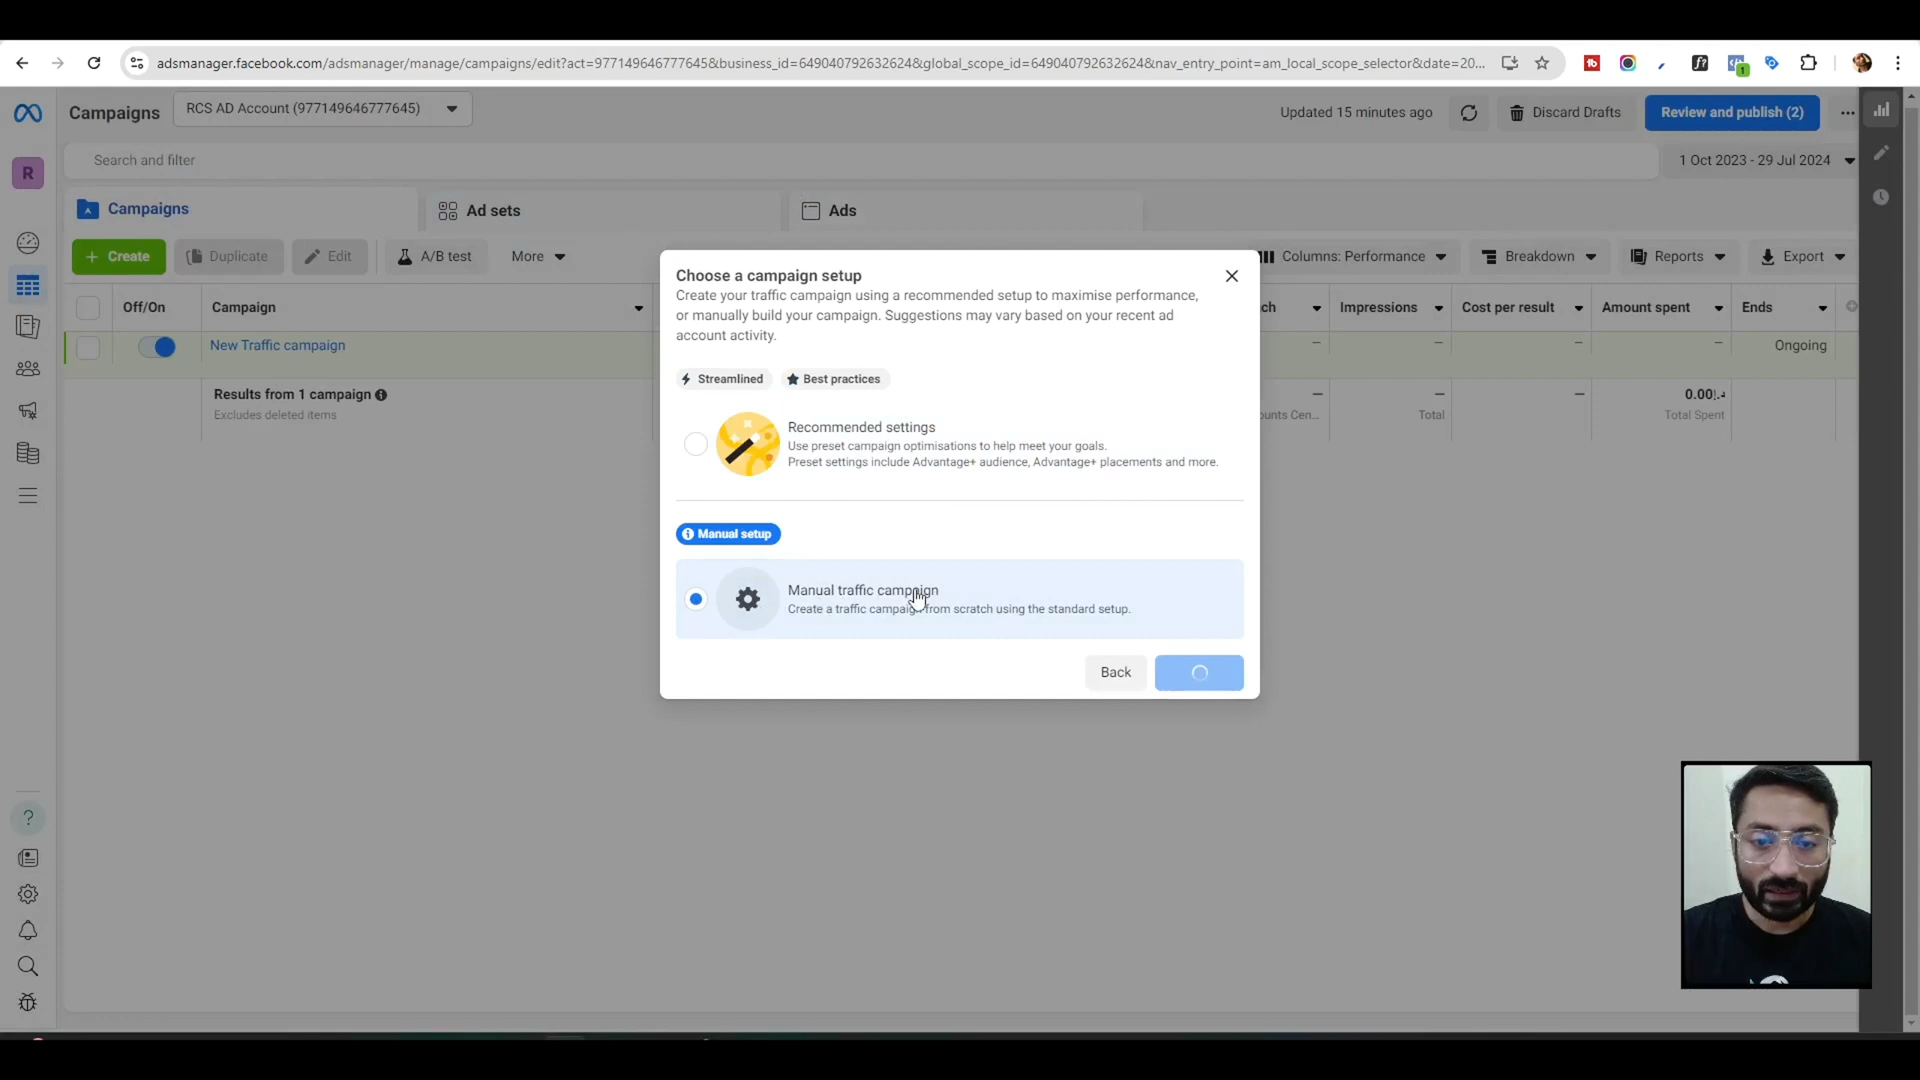 adsmanager.facebook.com/adsmanager/manage/campaigns/edit?act=977149646777645&business_id=649040792632624&global_scope_id=649040792632624&nav_entry_point=am_local_scope_selector&date=20...
Campaigns
RCS AD Account (977149646777645)
Updated 15 minutes ago
Discard Drafts
Review and publish (2)
R
Search and filter
1 Oct 2023 - 29 Jul 2024
Campaigns
Ad sets
Ads
+ Create
Duplicate
Edit
A/B test
More
Columns: Performance
Breakdown
Reports
Export
Off/On
Campaign
ch
Impressions
Cost per result
Amount spent
Ends
New Traffic campaign
—
—
—
—
Ongoing
Results from 1 campaign
Excludes deleted items
—
ounts Cen...
—
Total
—
0.00د.إ
Total Spent
Choose a campaign setup
Create your traffic campaign using a recommended setup to maximise performance,
or manually build your campaign. Suggestions may vary based on your recent ad
account activity.
Streamlined
Best practices
Recommended settings
Use preset campaign optimisations to help meet your goals.
Preset settings include Advantage+ audience, Advantage+ placements and more.
Manual setup
Manual traffic campaign
Create a traffic campaign from scratch using the standard setup.
Back